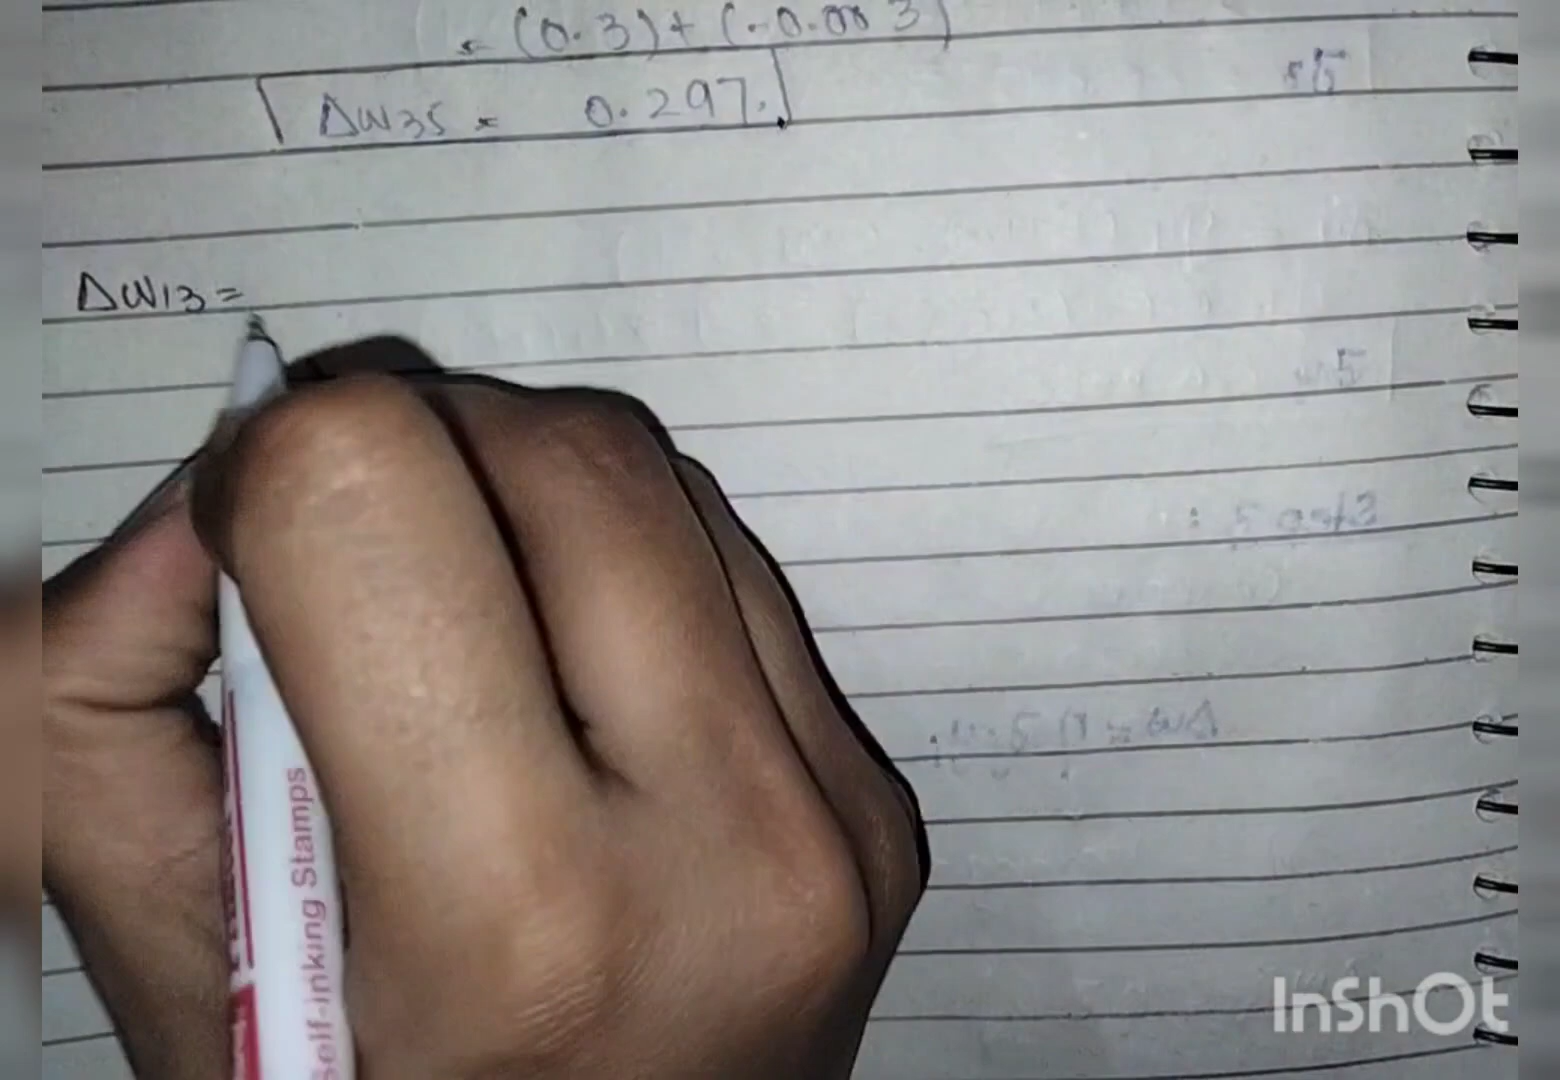 = (0.3) + (-0.003)
Δw35 = 0.297.
Δw13 =
Self-inking Stamps
InShOt